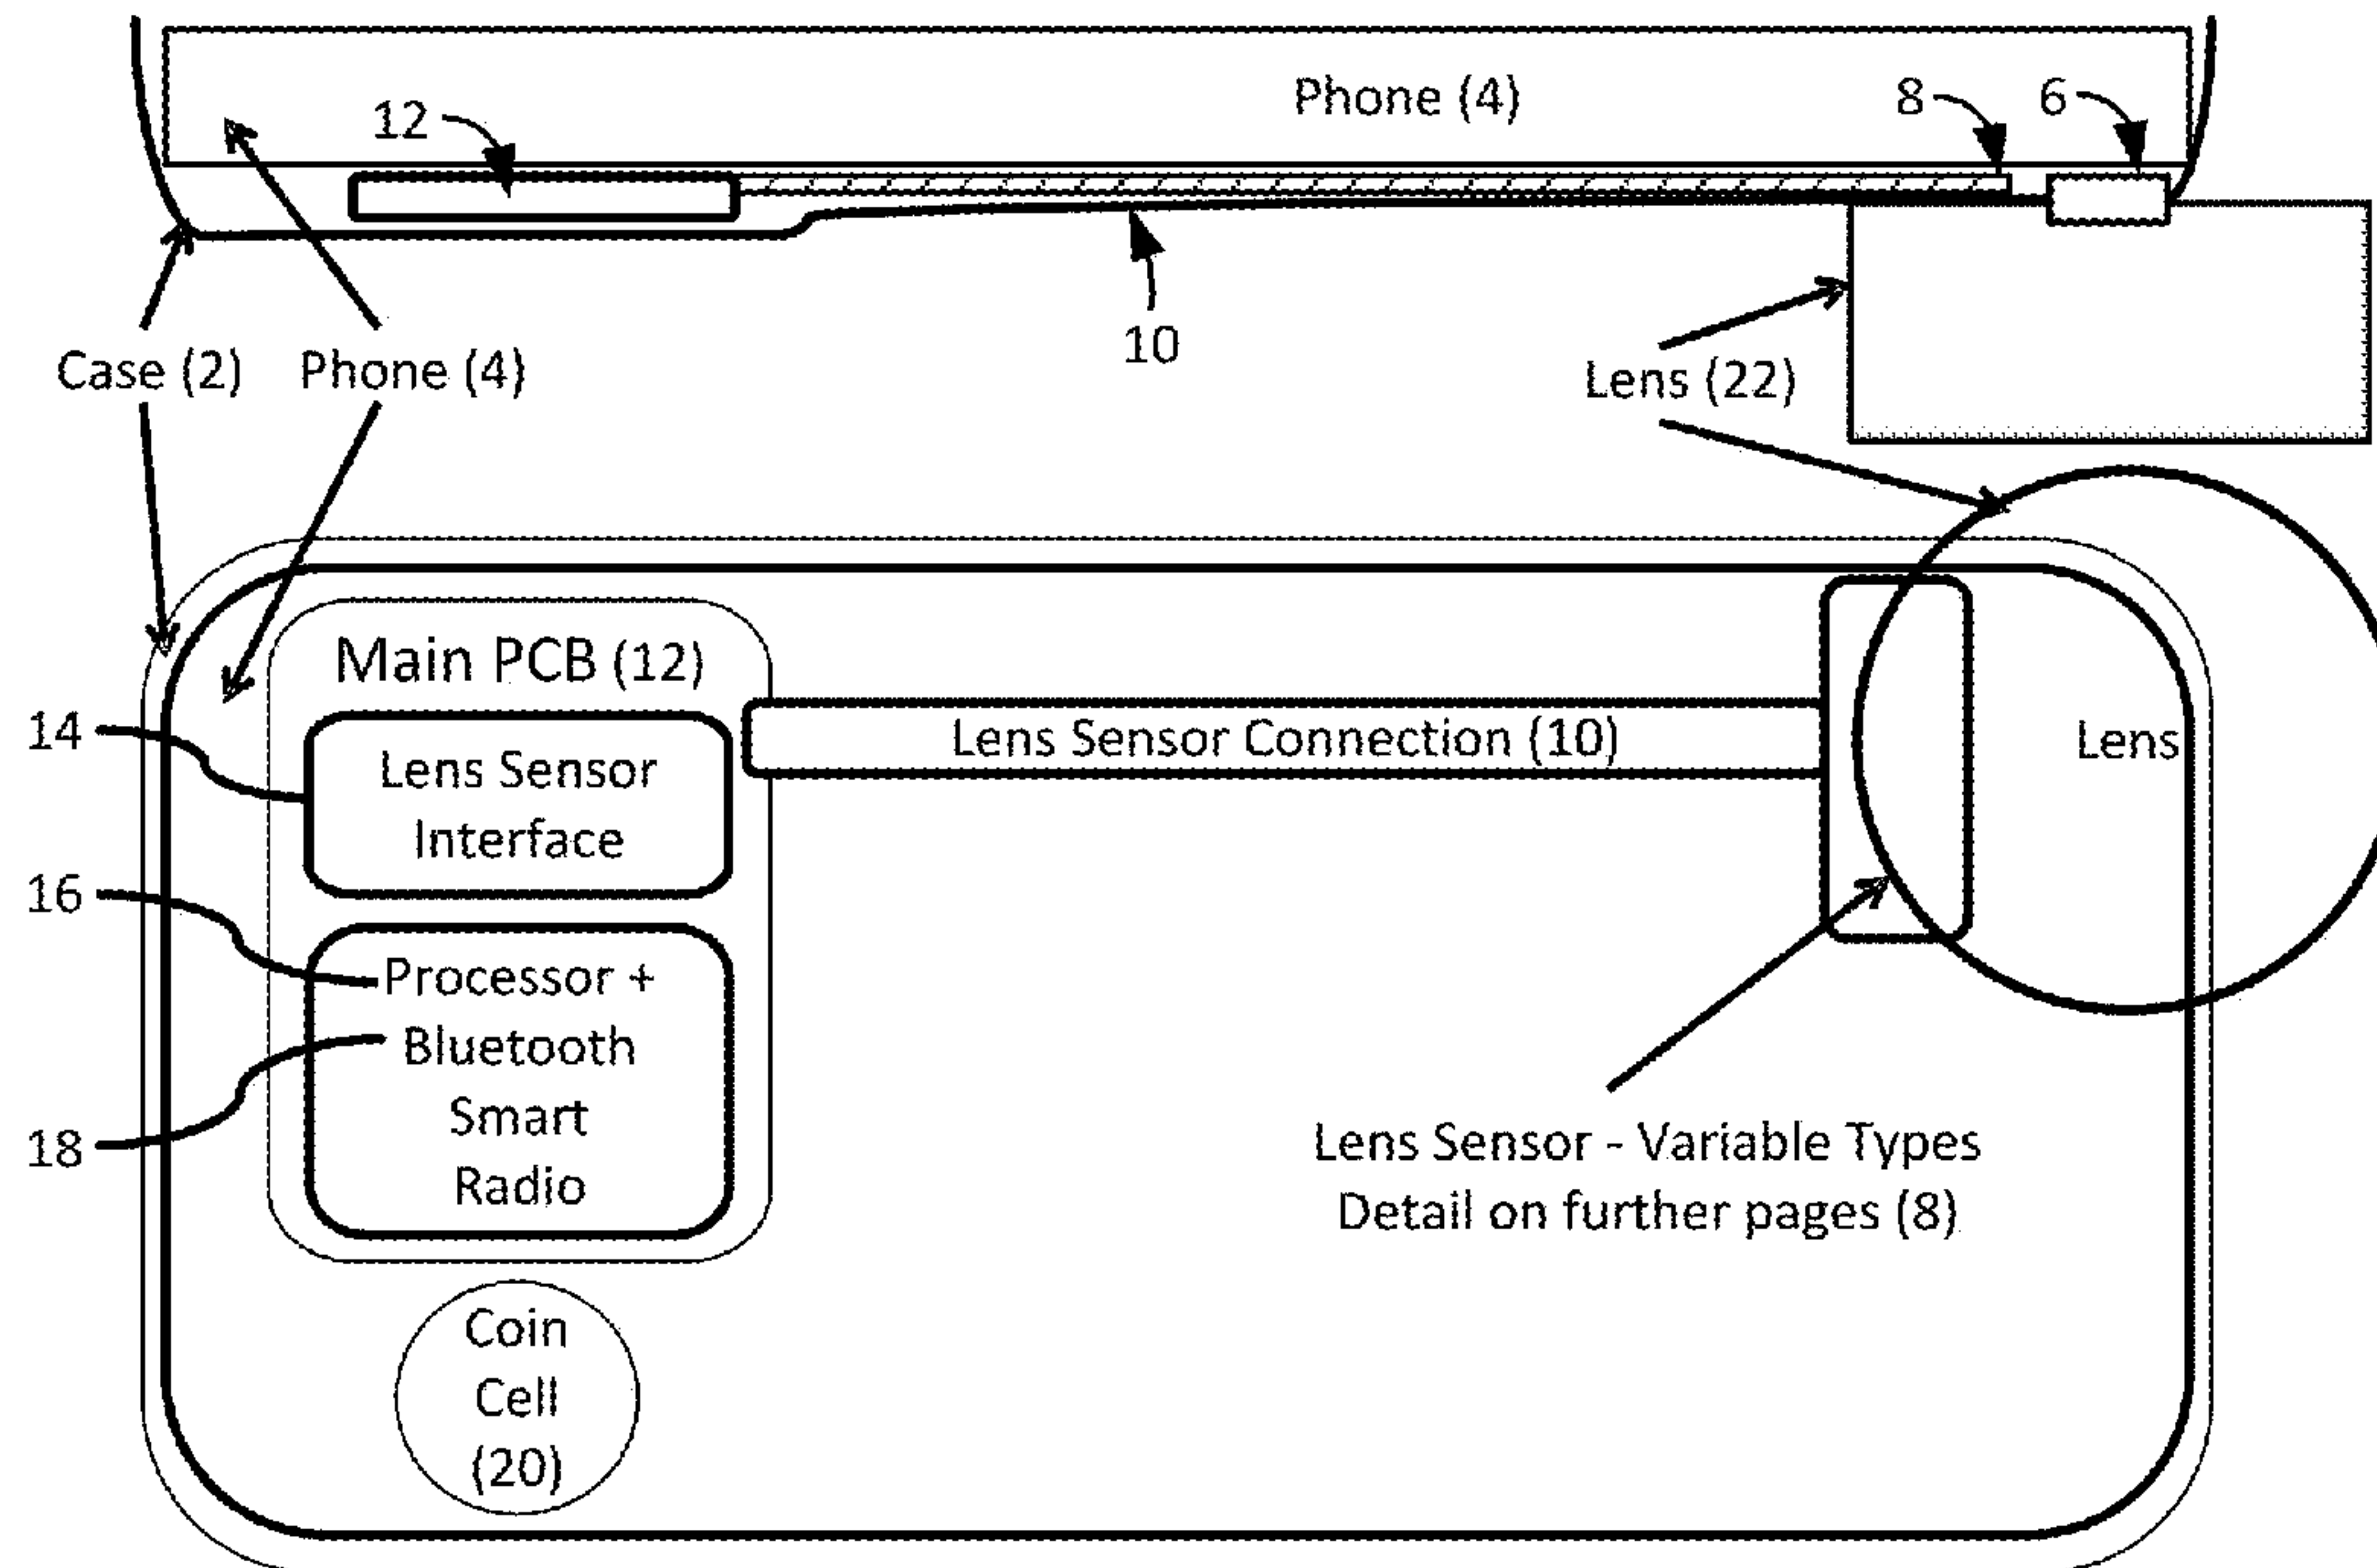 Phone (4)
12
8
6
10
Case (2)
Phone (4)
Lens (22)
Main PCB (12)
14
Lens Sensor
Interface
Lens Sensor Connection (10)
Lens
16
Processor +
Bluetooth
Smart
Radio
18
Lens Sensor - Variable Types
Detail on further pages (8)
Coin
Cell
(20)